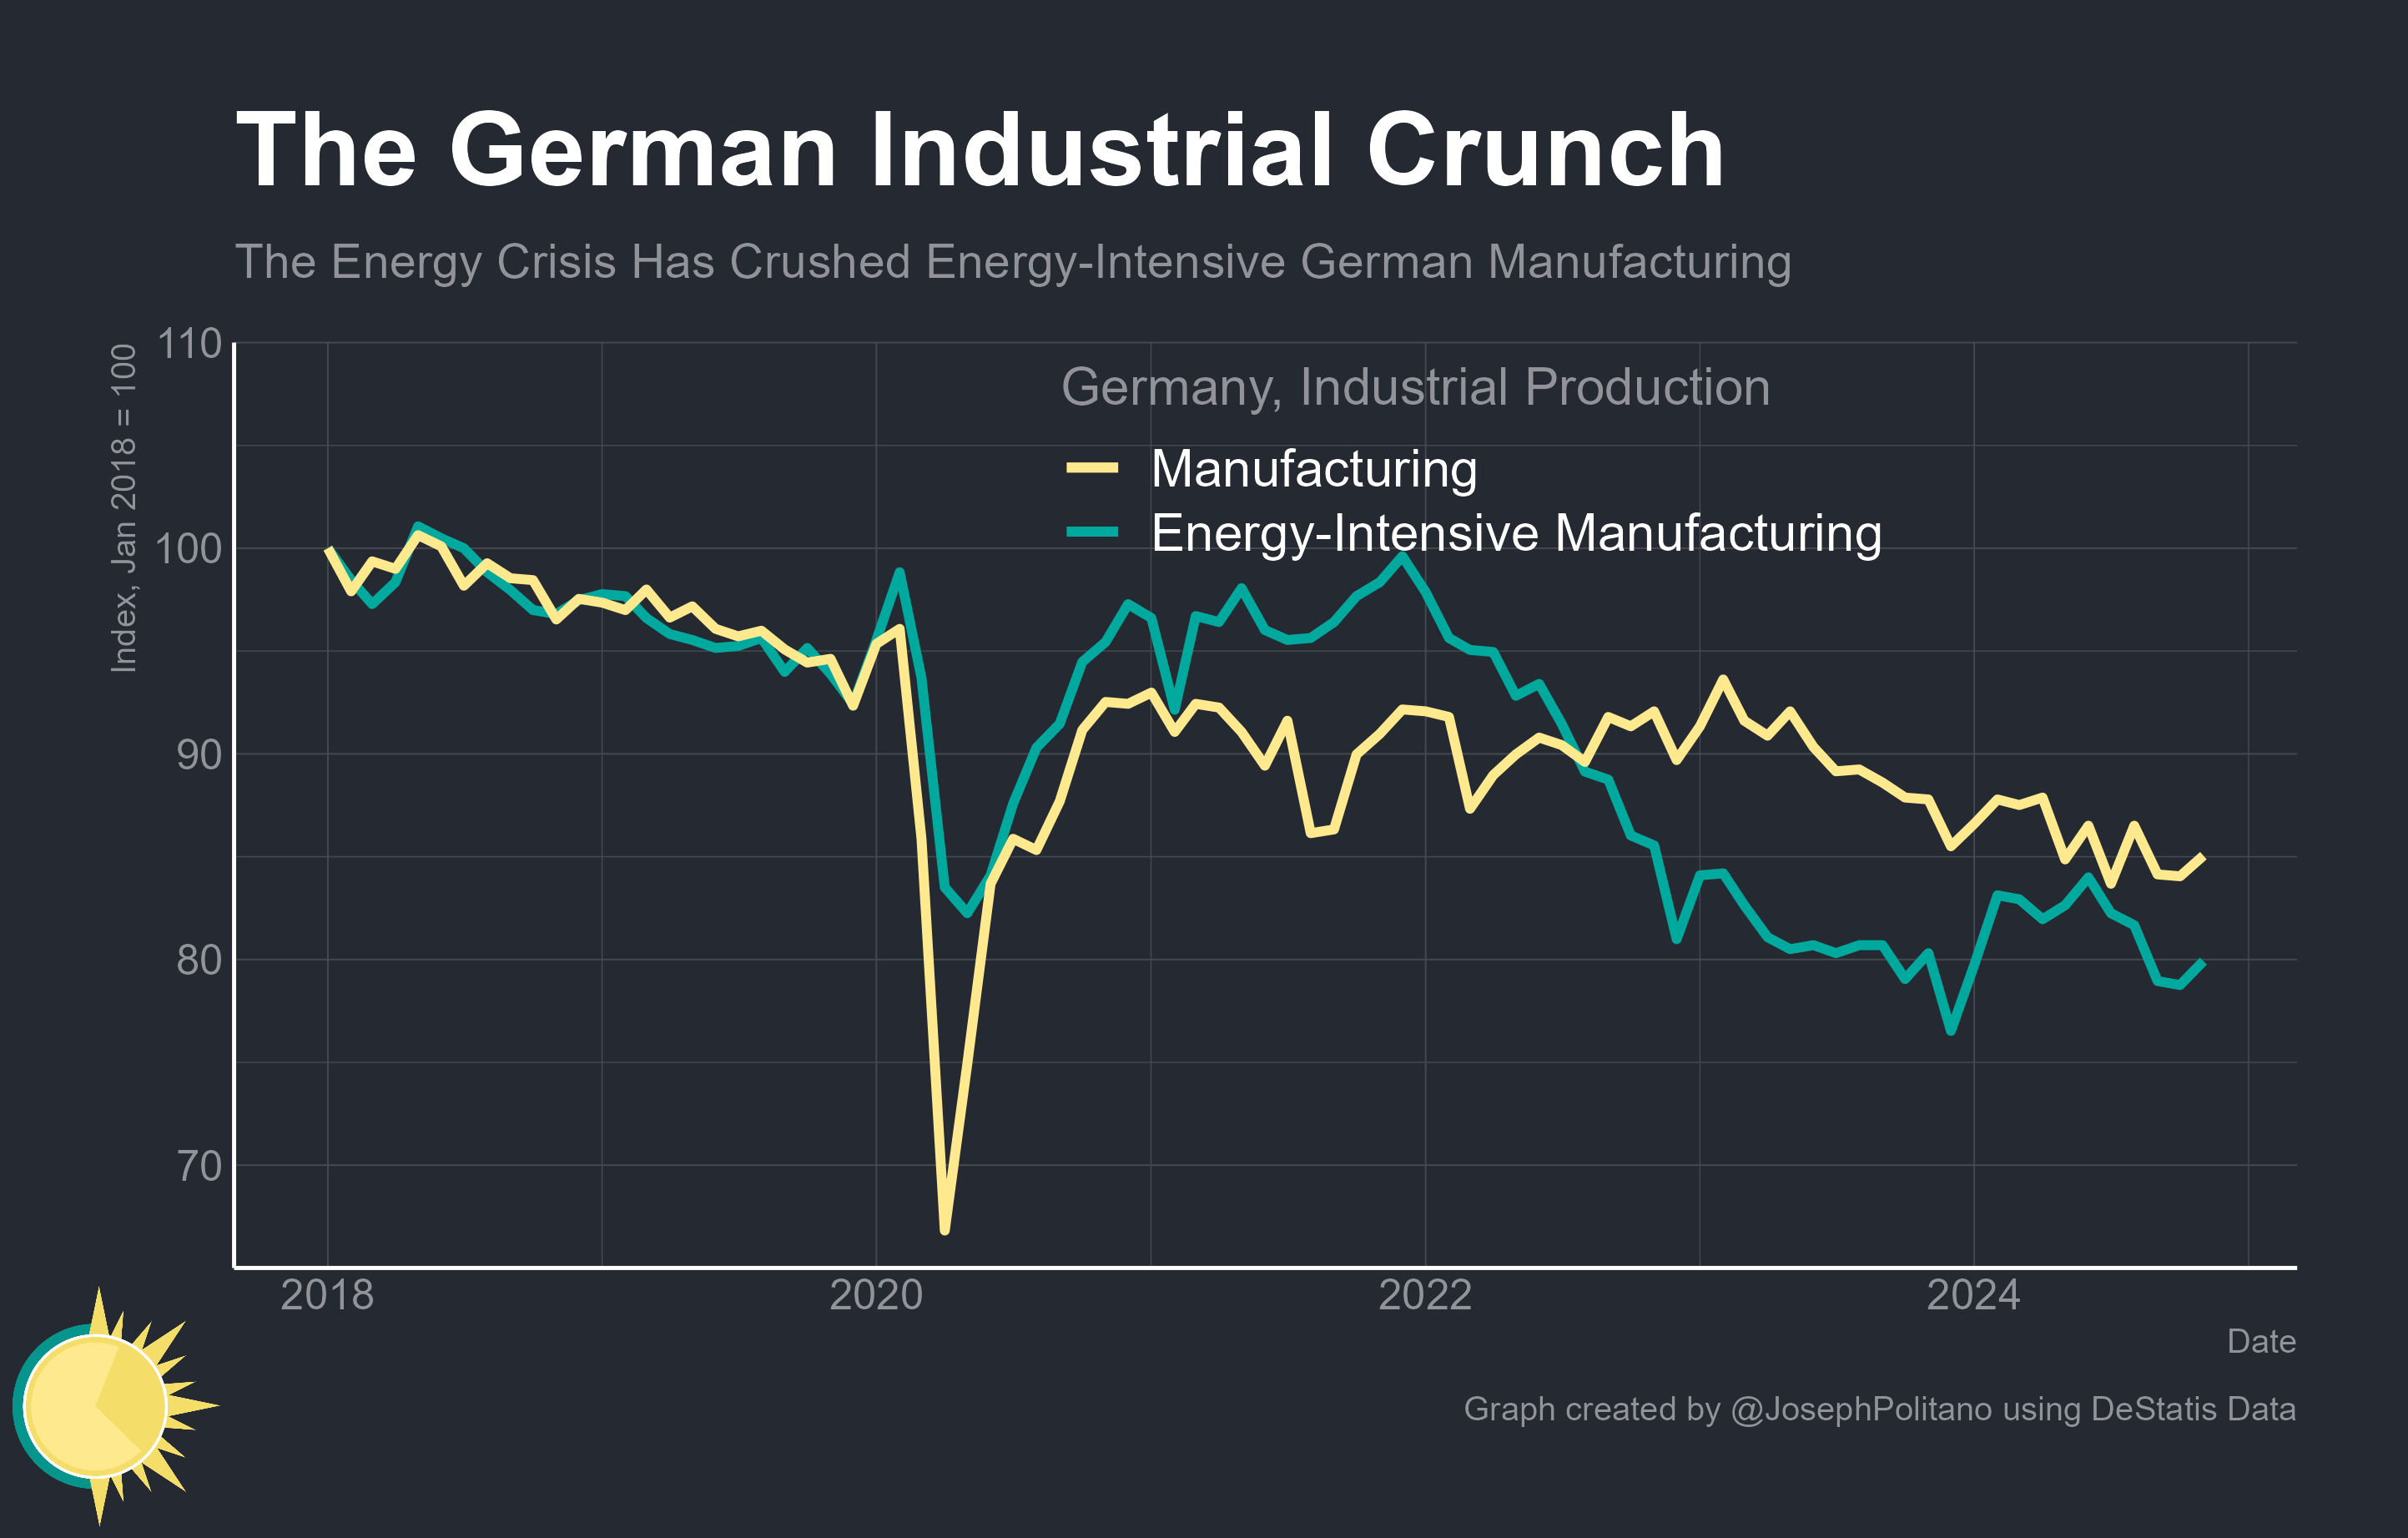 The German Industrial Crunch
The Energy Crisis Has Crushed Energy-Intensive German Manufacturing
Index, Jan 2018 = 100
110
100
90
80
70
Germany, Industrial Production
Manufacturing
Energy-Intensive Manufacturing
2018
2020
2022
2024
Date
Graph created by @JosephPolitano using DeStatis Data